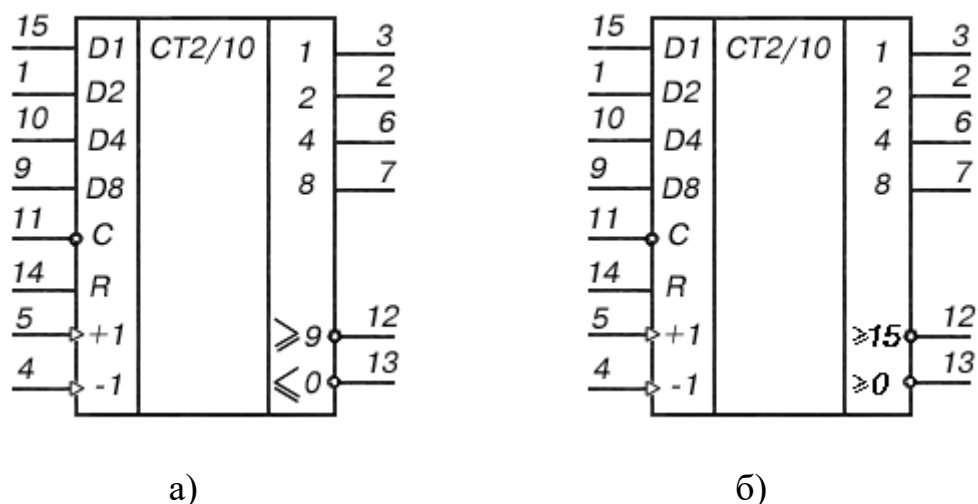 15 D1 CT2/10 1 3
1 D2 2 2
10 D4 4 6
9 D8 8 7
11 C
14 R
5 +1 ⩾9 12
4 -1 ⩽0 13
15 D1 CT2/10 1 3
1 D2 2 2
10 D4 4 6
9 D8 8 7
11 C
14 R
5 +1 ⩾15 12
4 -1 ⩾0 13
а) б)